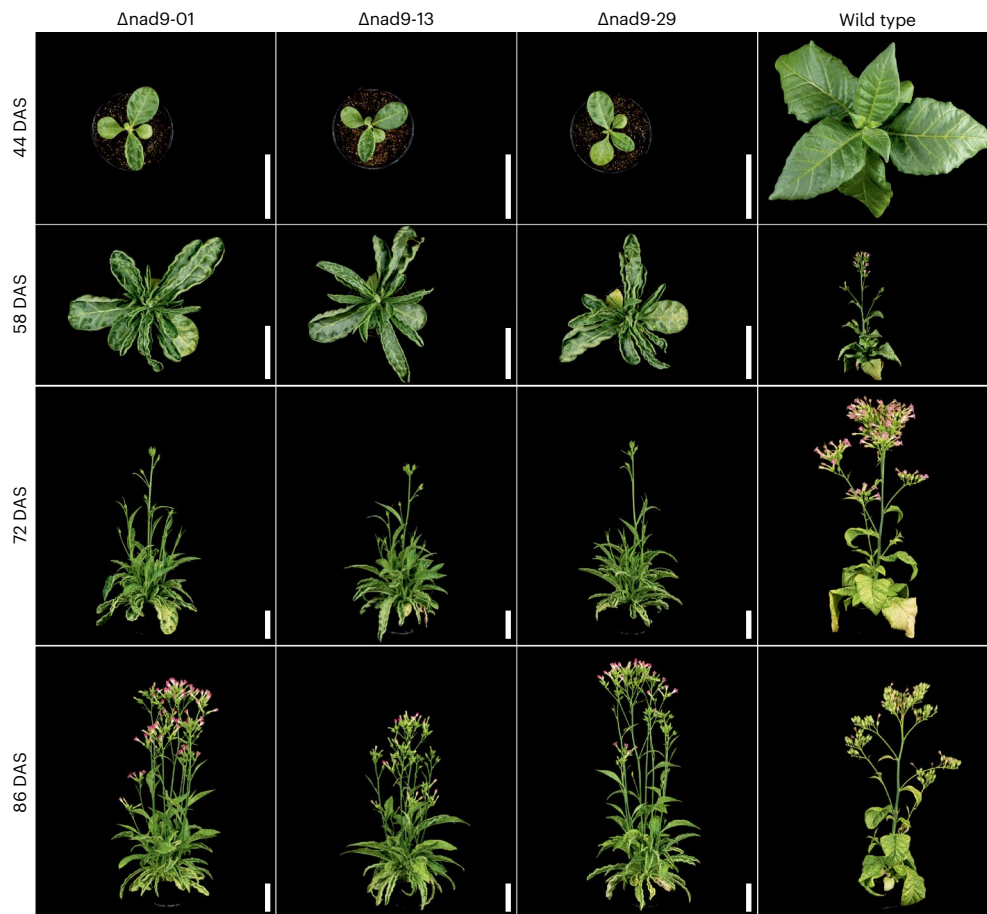 Δnad9-01 Δnad9-13 Δnad9-29 Wild type
44 DAS
58 DAS
72 DAS
86 DAS